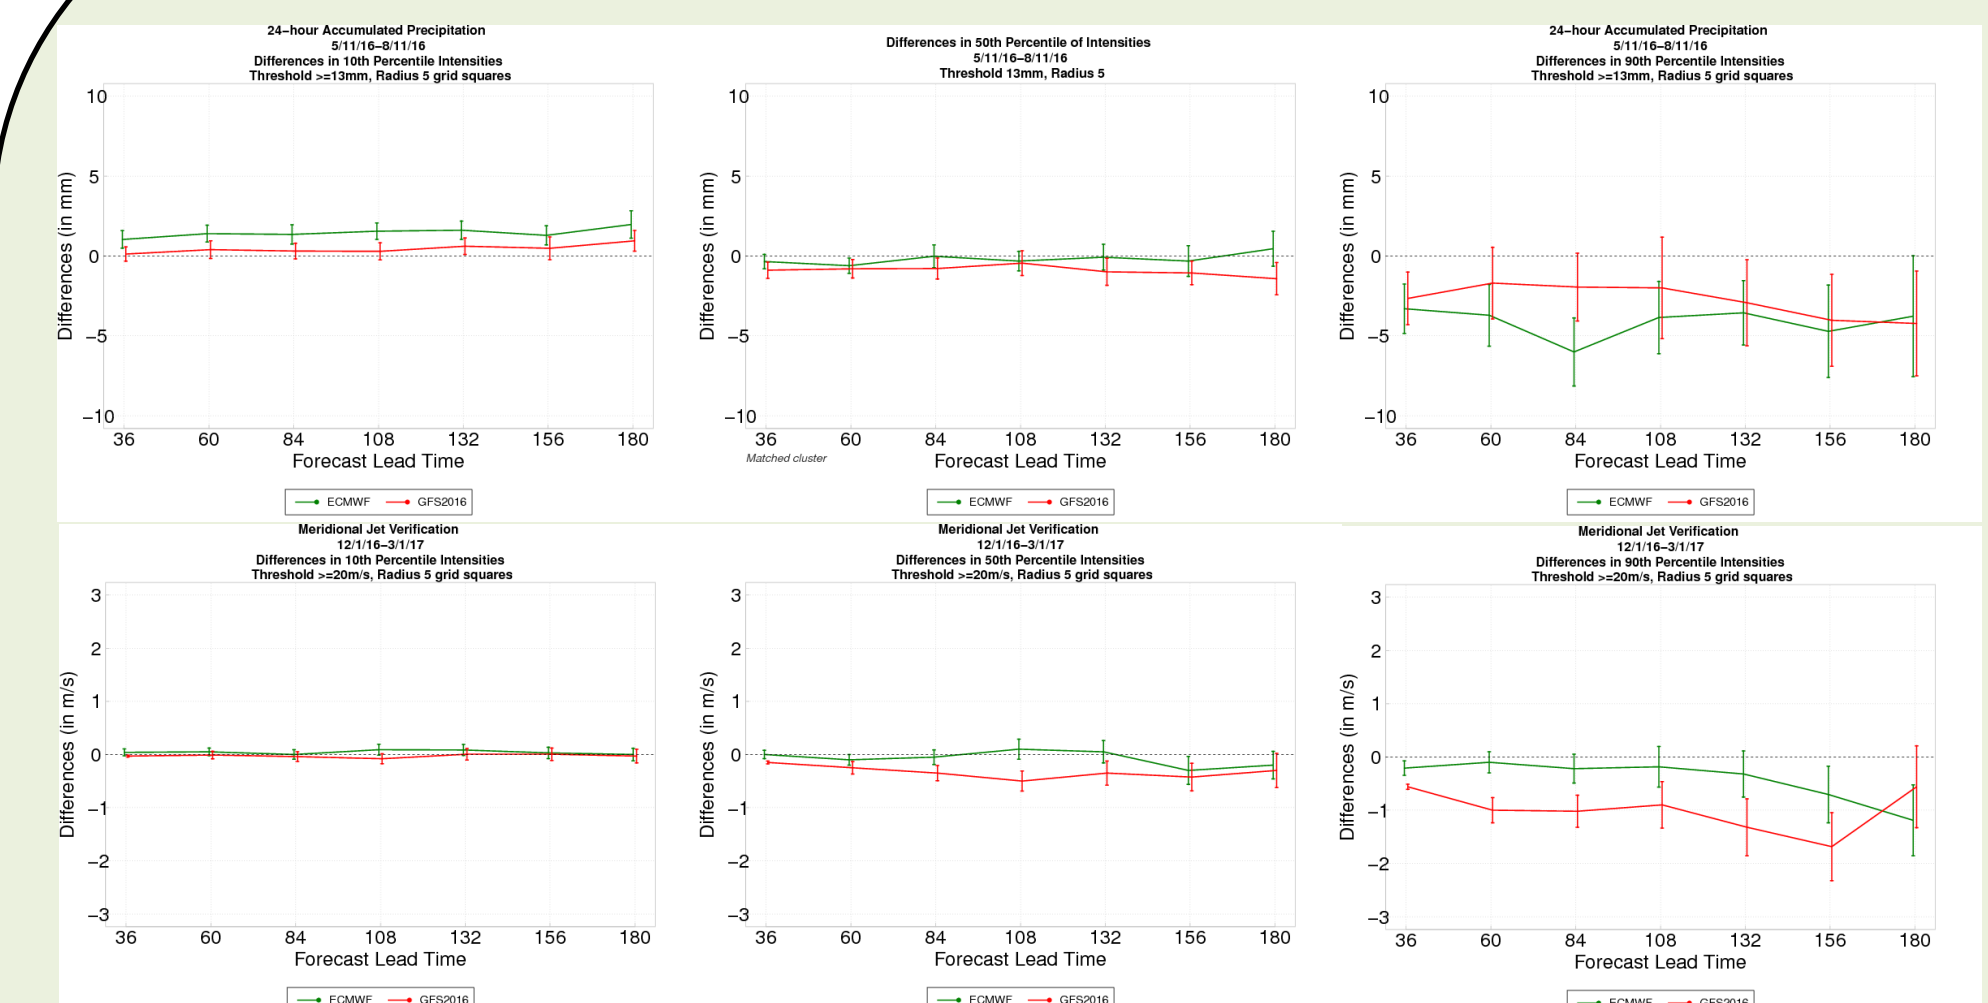 24−hour Accumulated Precipitation
5/11/16−8/11/16
Differences in 10th Percentile Intensities
Threshold >=13mm, Radius 5 grid squares
10
5
0
−5
−10
Differences (in mm)
36 60 84 108 132 156 180
Forecast Lead Time
ECMWF GFS2016
Differences in 50th Percentile of Intensities
5/11/16−8/11/16
Threshold 13mm, Radius 5
10
5
0
−5
−10
Differences (in mm)
36 60 84 108 132 156 180
Matched cluster
Forecast Lead Time
ECMWF GFS2016
24−hour Accumulated Precipitation
5/11/16−8/11/16
Differences in 90th Percentile Intensities
Threshold >=13mm, Radius 5 grid squares
10
5
0
−5
−10
Differences (in mm)
36 60 84 108 132 156 180
Forecast Lead Time
ECMWF GFS2016
Meridional Jet Verification
12/1/16−3/1/17
Differences in 10th Percentile Intensities
Threshold >=20m/s, Radius 5 grid squares
3
2
1
0
−1
−2
−3
Differences (in m/s)
36 60 84 108 132 156 180
Forecast Lead Time
ECMWF GFS2016
Meridional Jet Verification
12/1/16−3/1/17
Differences in 50th Percentile Intensities
Threshold >=20m/s, Radius 5 grid squares
3
2
1
0
−1
−2
−3
Differences (in m/s)
36 60 84 108 132 156 180
Forecast Lead Time
ECMWF GFS2016
Meridional Jet Verification
12/1/16−3/1/17
Differences in 90th Percentile Intensities
Threshold >=20m/s, Radius 5 grid squares
3
2
1
0
−1
−2
−3
Differences (in m/s)
36 60 84 108 132 156 180
Forecast Lead Time
ECMWF GFS2016